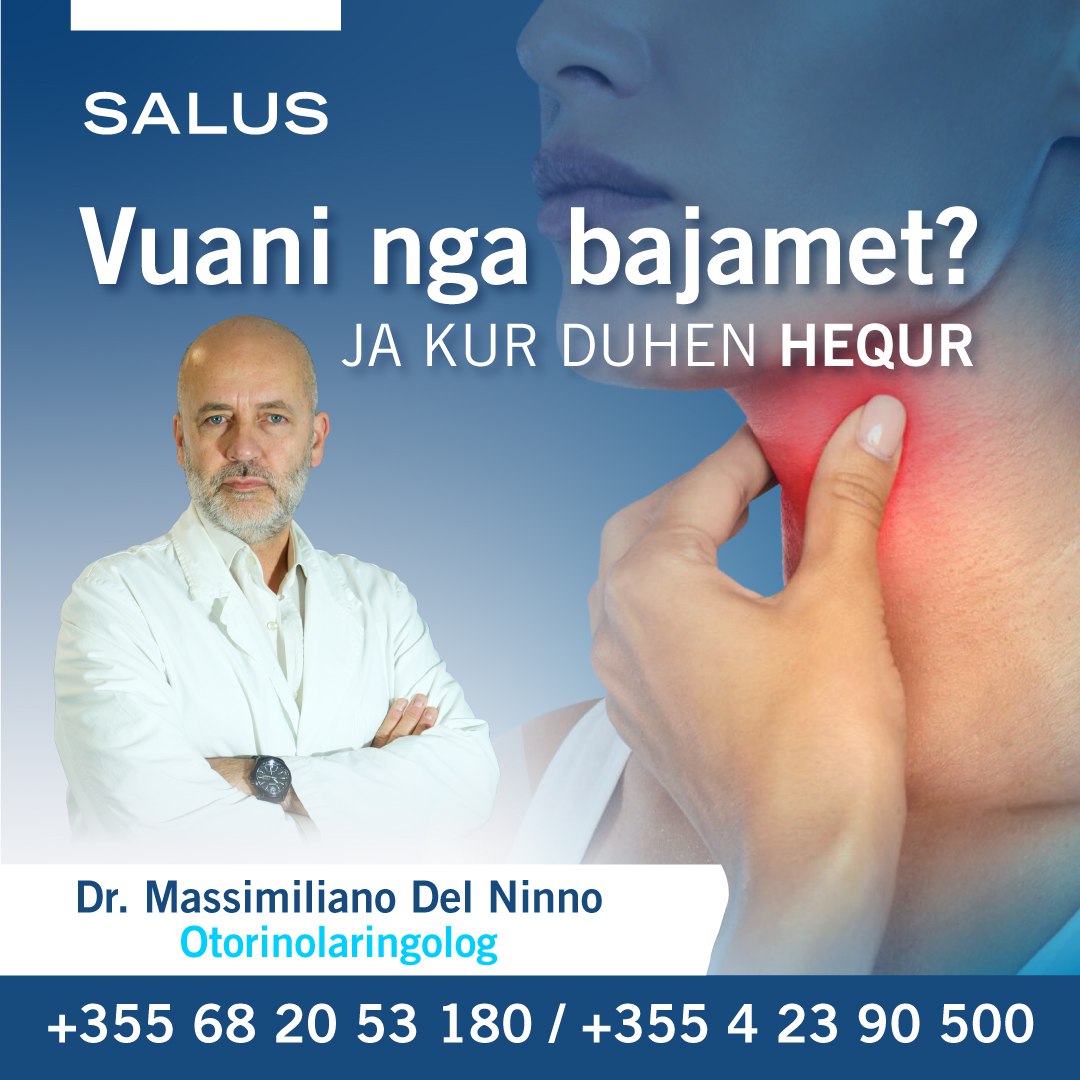 SALUS
Vuani nga bajamet?
JA KUR DUHEN HEQUR
Dr. Massimiliano Del Ninno
Otorinolaringolog
+355 68 20 53 180 / +355 4 23 90 500